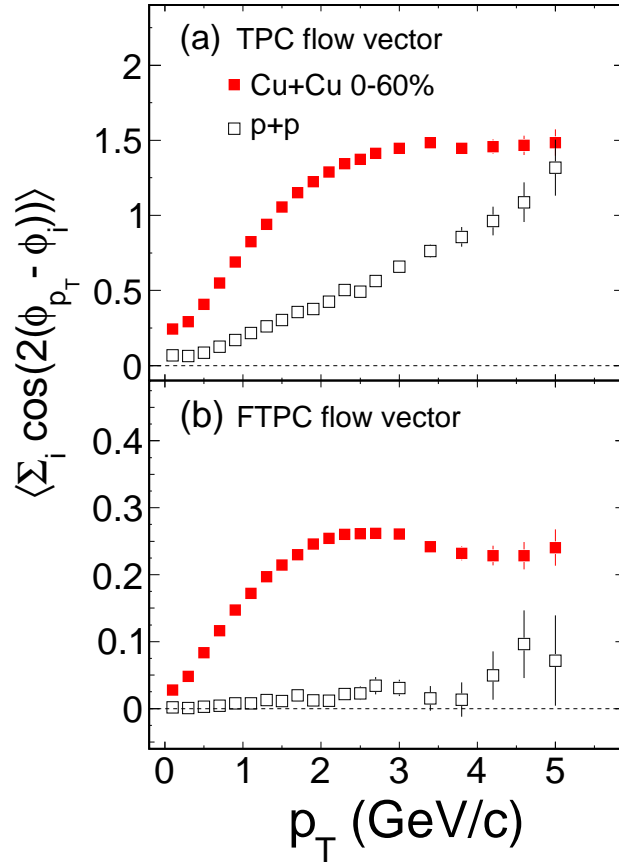 (a) TPC flow vector
Cu+Cu 0-60%
p+p
2
1.5
1
0.5
0
⟨Σ_i cos(2(ϕ_{p_T} - ϕ_i))⟩
(b) FTPC flow vector
0.4
0.3
0.2
0.1
0
0 1 2 3 4 5
p_T (GeV/c)